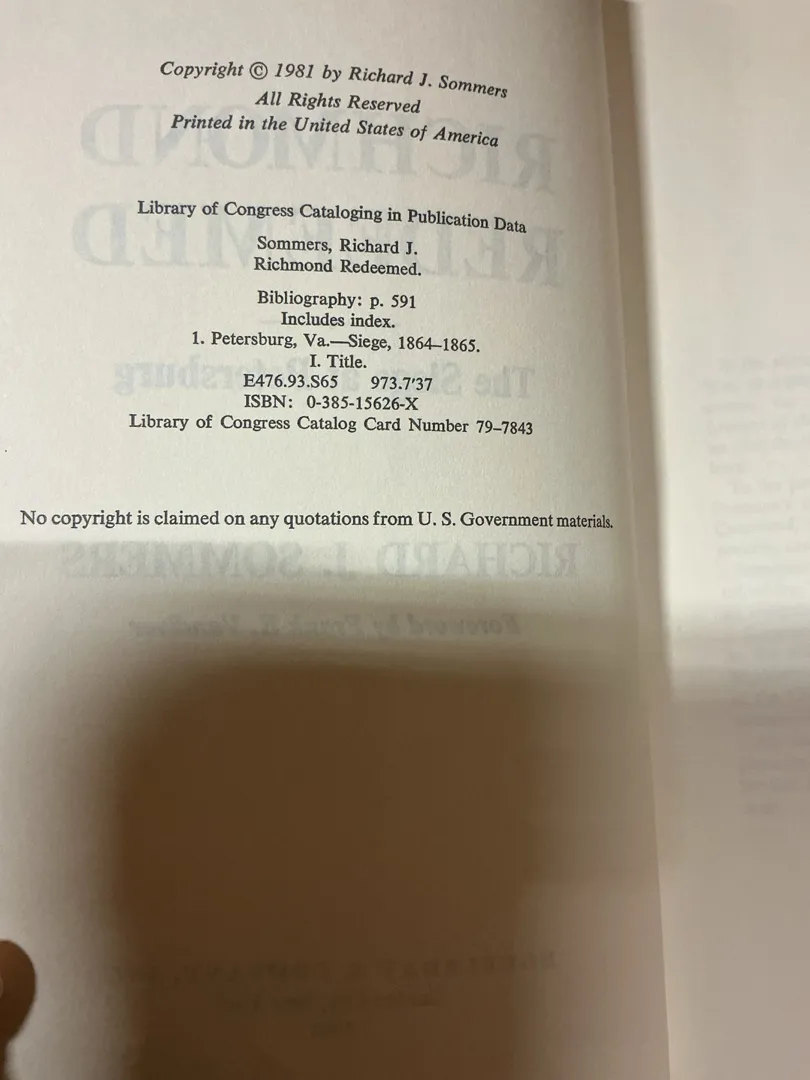 Copyright © 1981 by Richard J. Sommers
All Rights Reserved
Printed in the United States of America
Library of Congress Cataloging in Publication Data
Sommers, Richard J.
Richmond Redeemed.
Bibliography: p. 591
Includes index.
1. Petersburg, Va.—Siege, 1864–1865.
I. Title.
E476.93.S65 973.7'37
ISBN: 0-385-15626-X
Library of Congress Catalog Card Number 79–7843
No copyright is claimed on any quotations from U. S. Government materials.